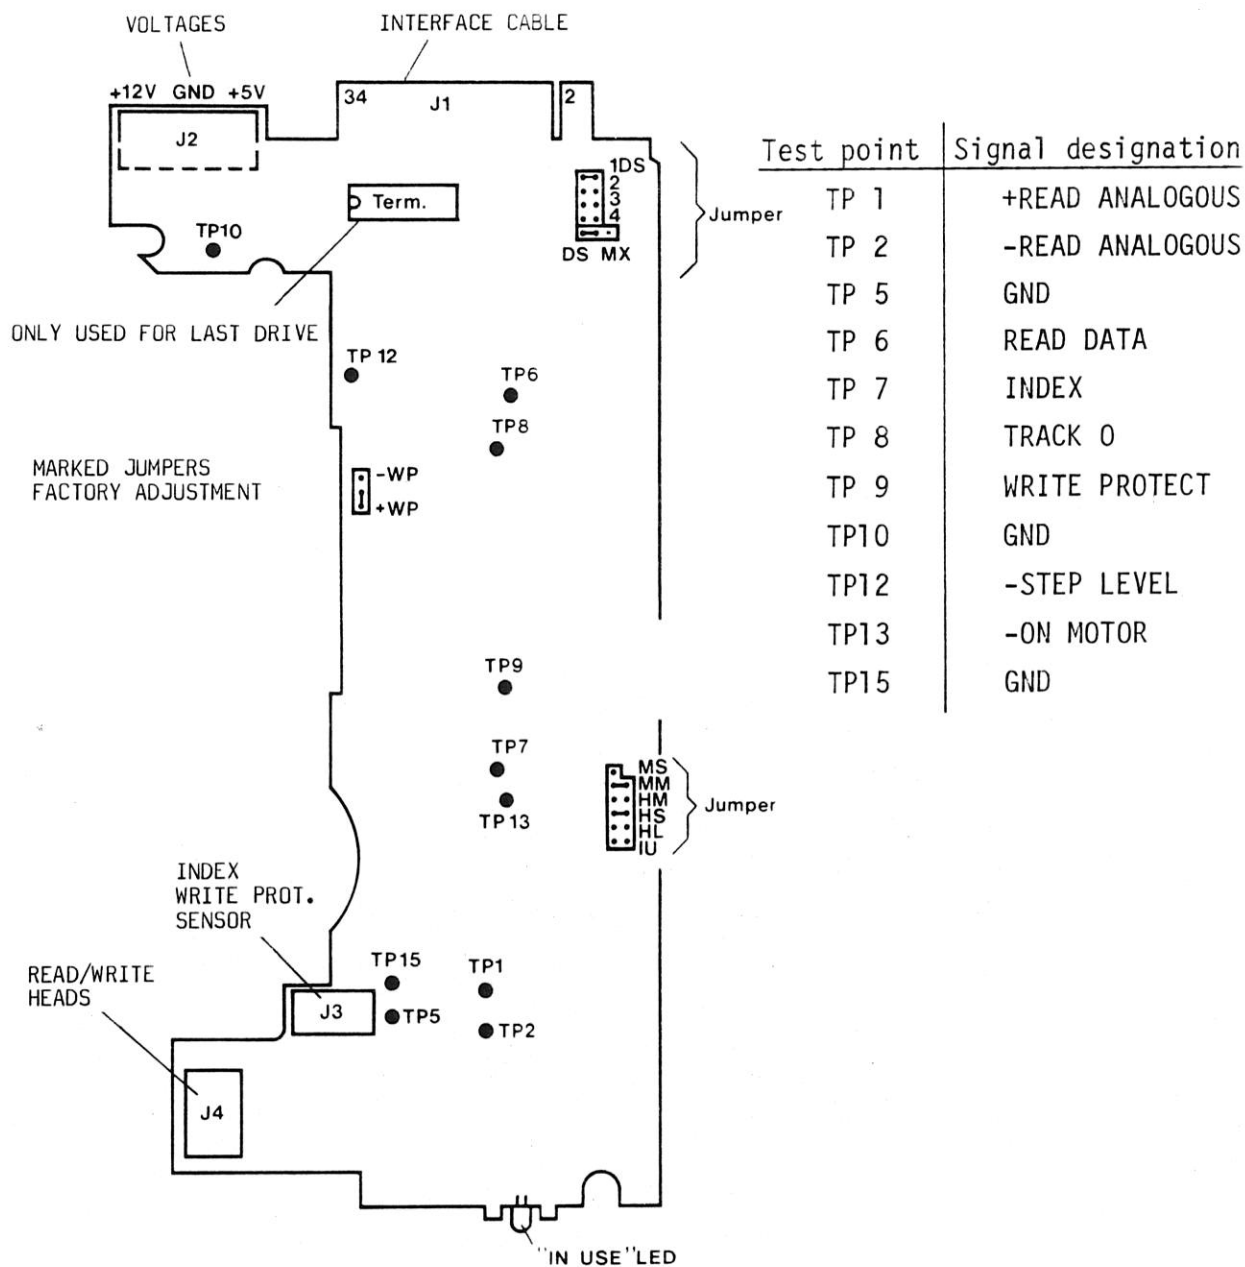 VOLTAGES
INTERFACE CABLE
+12V GND +5V
34
J1
2
J2
1DS
2
3
4
Term.
Jumper
TP10
DS MX
ONLY USED FOR LAST DRIVE
TP 12
TP6
TP8
MARKED JUMPERS
FACTORY ADJUSTMENT
-WP
+WP
TP9
TP7
TP 13
MS
MM
HM
HS
HL
IU
Jumper
INDEX
WRITE PROT.
SENSOR
READ/WRITE
HEADS
TP15
TP1
J3
TP5
TP2
J4
"IN USE" LED
Test point Signal designation
TP 1 +READ ANALOGOUS
TP 2 -READ ANALOGOUS
TP 5 GND
TP 6 READ DATA
TP 7 INDEX
TP 8 TRACK 0
TP 9 WRITE PROTECT
TP10 GND
TP12 -STEP LEVEL
TP13 -ON MOTOR
TP15 GND